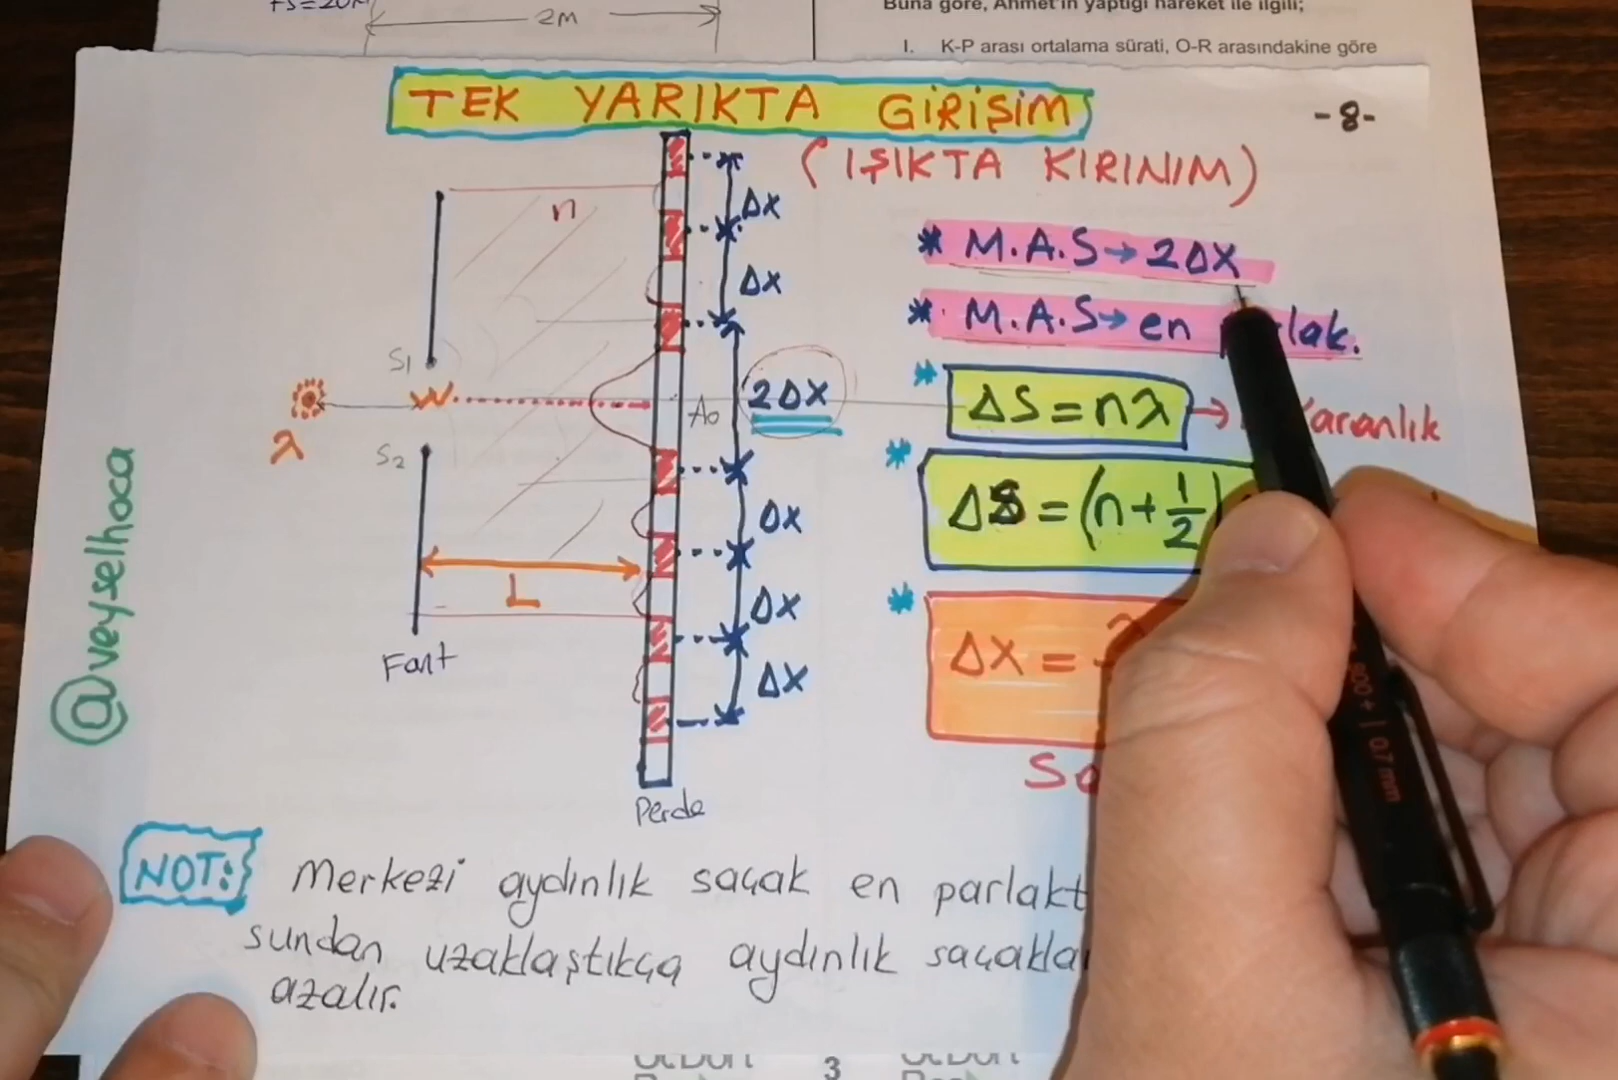 2M
Buna göre, Ahmet'in yaptığı hareket ile ilgili;
I. K-P arası ortalama sürati, O-R arasındakine göre
TEK YARIKTA GİRİŞİM
-8-
(IŞIKTA KIRINIM)
n
Δx
Δx
* M.A.S→2Δx
* M.A.S→en
lak.
S1
W
λ
S2
A0
2Δx
* ΔS=nλ →
Karanlık
* ΔS=(n+1/2)
L
Δx
Δx
Δx
* ΔX=
Fant
Perde
@veyselhoca
NOT: Merkezi aydınlık saçak en parlakt
sundan uzaklaştıkça aydınlık saçakla
azalır.
3